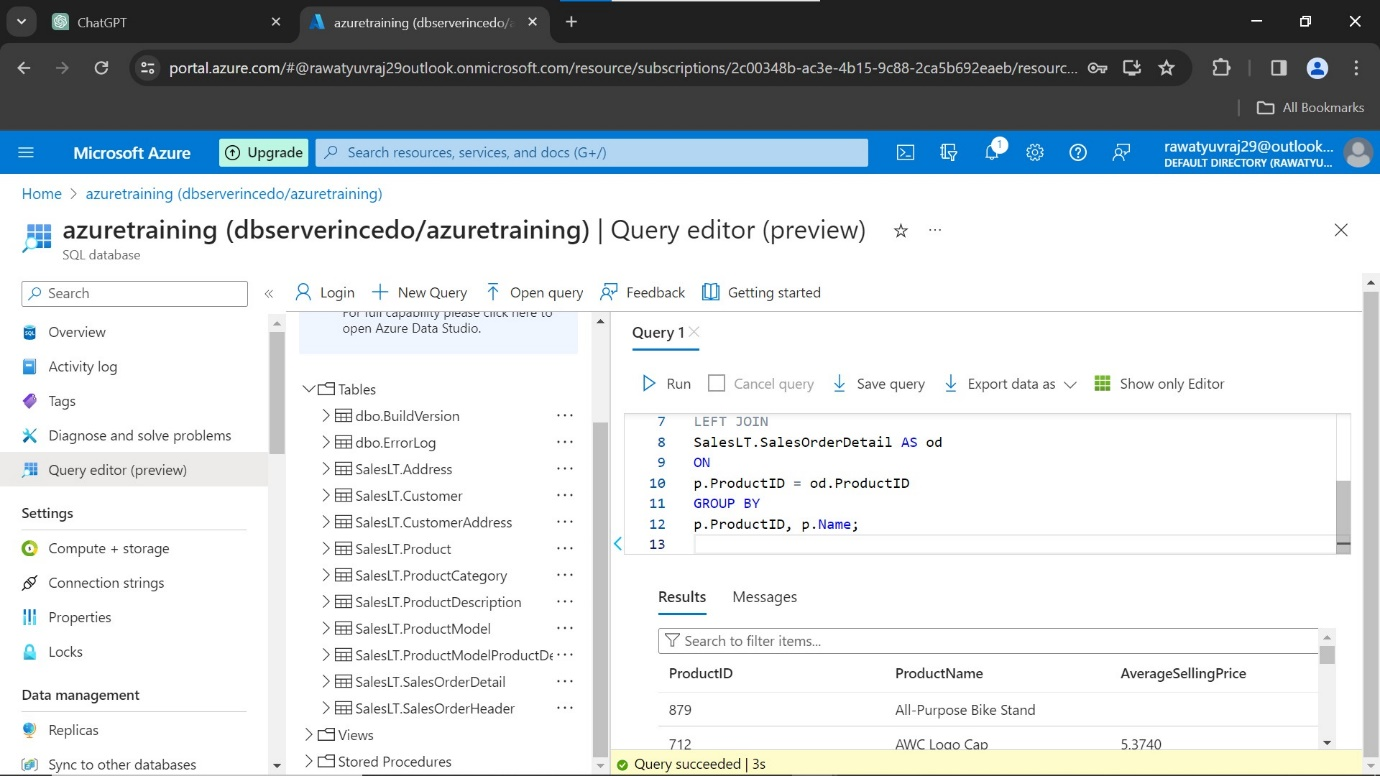 ChatGPT
azuretraining (dbserverincedo/a
portal.azure.com/#@rawatyuvraj29outlook.onmicrosoft.com/resource/subscriptions/2c00348b-ac3e-4b15-9c88-2ca5b692eaeb/resourc...
All Bookmarks
Microsoft Azure
Upgrade
Search resources, services, and docs (G+/)
1
rawatyuvraj29@outlook...
DEFAULT DIRECTORY (RAWATYU...
Home > azuretraining (dbserverincedo/azuretraining)
azuretraining (dbserverincedo/azuretraining) | Query editor (preview)
SQL database
Search
Overview
Activity log
Tags
Diagnose and solve problems
Query editor (preview)
Settings
Compute + storage
Connection strings
Properties
Locks
Data management
Replicas
Sync to other databases
Login
New Query
Open query
Feedback
Getting started
For full capability please click here to
open Azure Data Studio.
Tables
dbo.BuildVersion
dbo.ErrorLog
SalesLT.Address
SalesLT.Customer
SalesLT.CustomerAddress
SalesLT.Product
SalesLT.ProductCategory
SalesLT.ProductDescription
SalesLT.ProductModel
SalesLT.ProductModelProductDe
SalesLT.SalesOrderDetail
SalesLT.SalesOrderHeader
Views
Stored Procedures
Query 1
Run
Cancel query
Save query
Export data as
Show only Editor
7 LEFT JOIN
8 SalesLT.SalesOrderDetail AS od
9 ON
10 p.ProductID = od.ProductID
11 GROUP BY
12 p.ProductID, p.Name;
13
Results Messages
Search to filter items...
ProductID ProductName AverageSellingPrice
879 All-Purpose Bike Stand
712 AWC Logo Cap 5.3740
Query succeeded | 3s